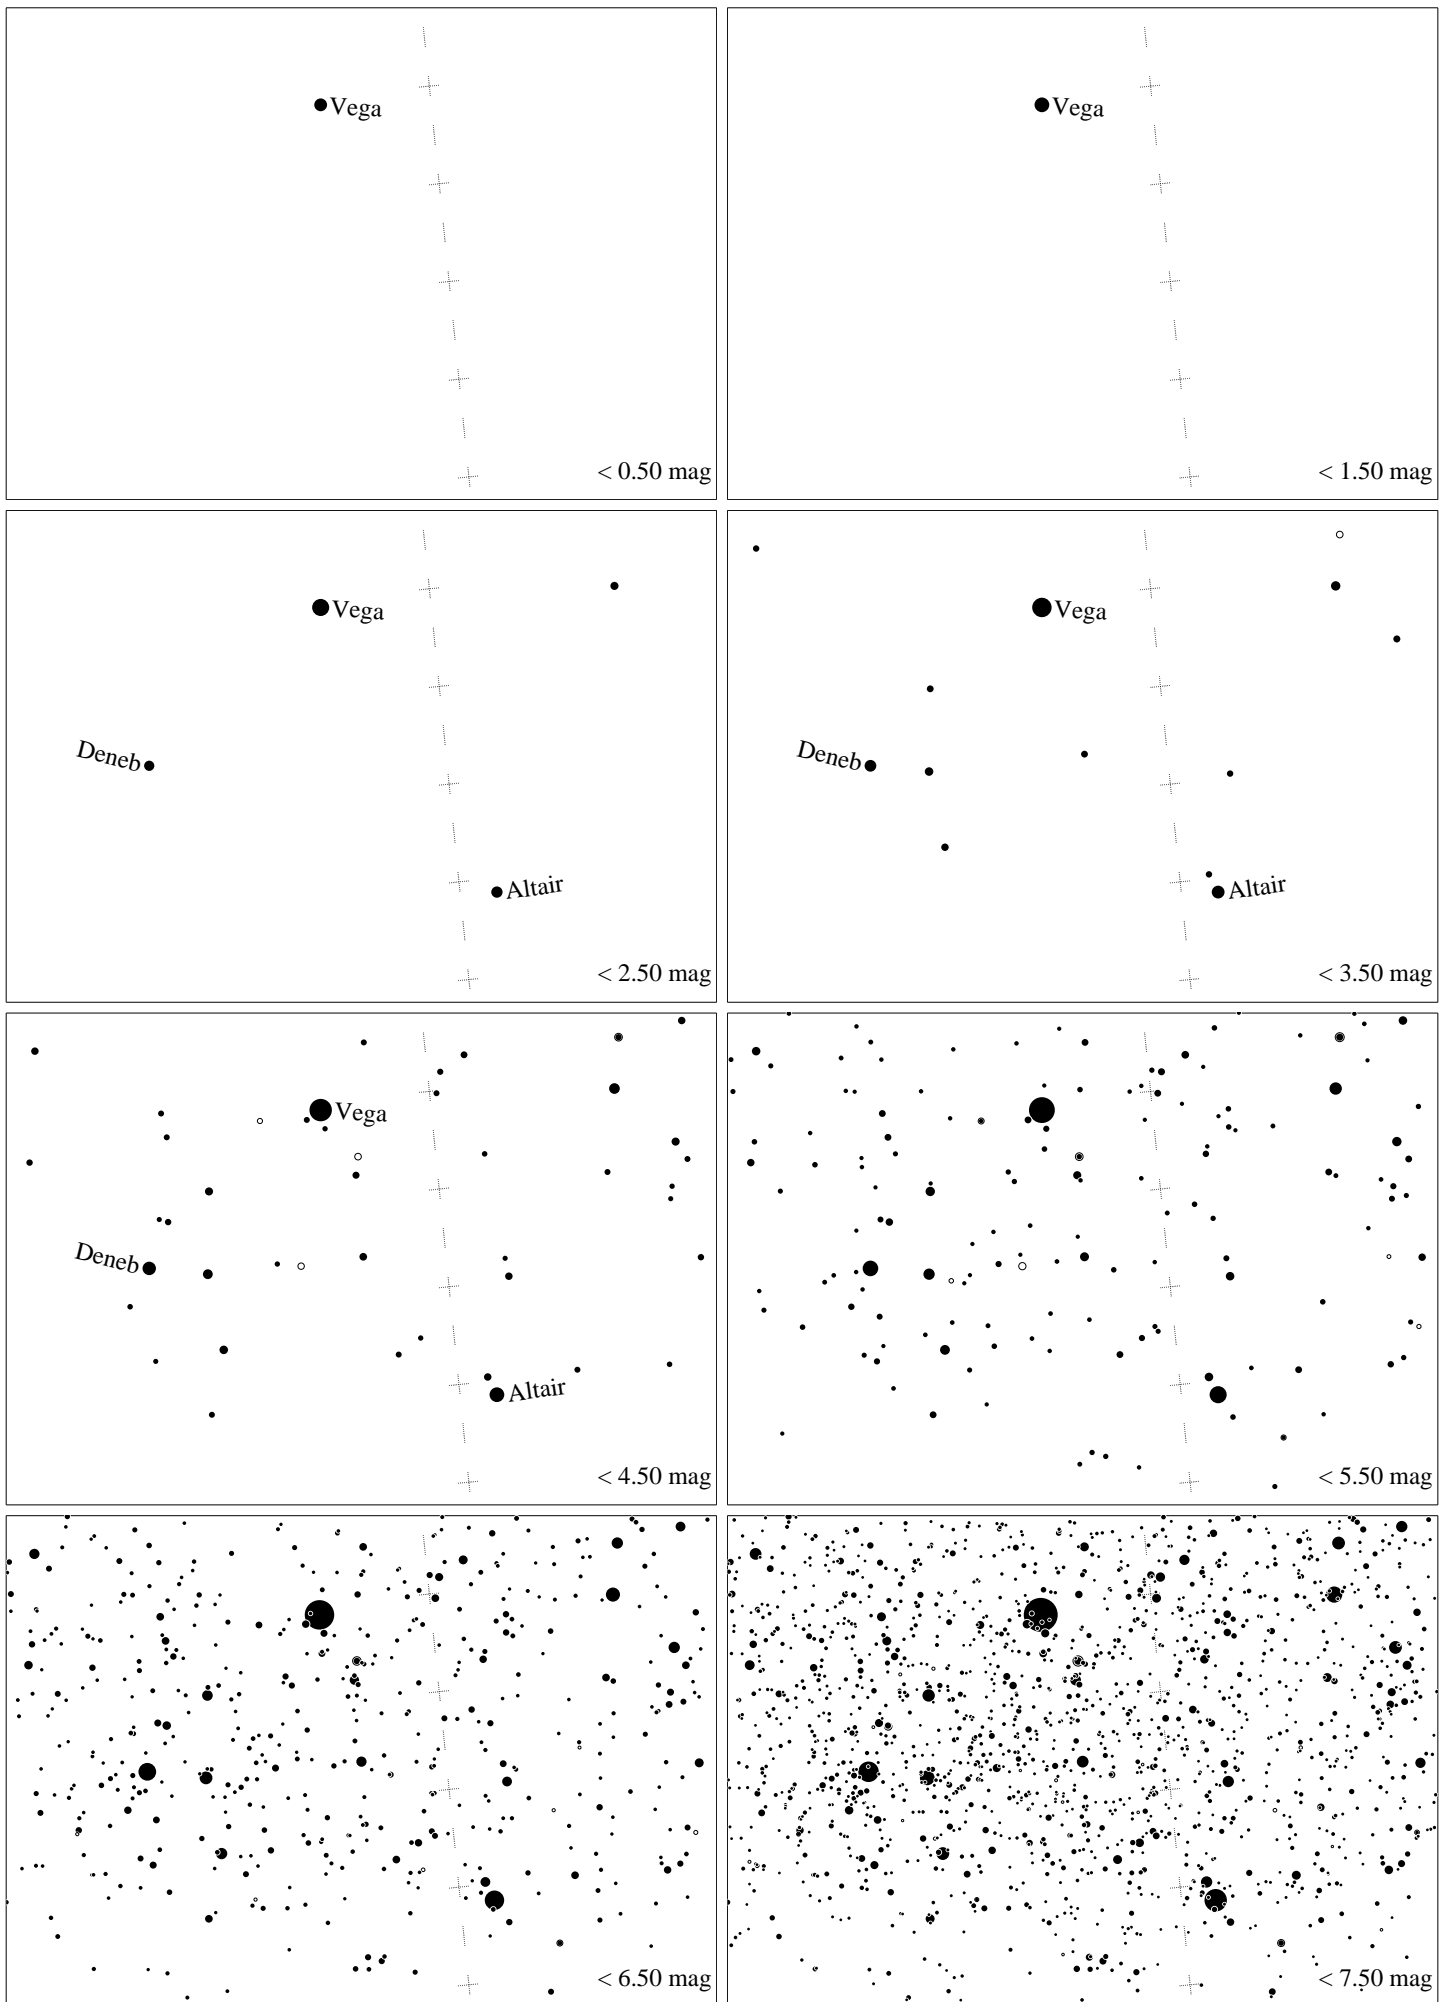 Vega
< 0.50 mag
Vega
< 1.50 mag
Vega
Deneb
Altair
< 2.50 mag
Vega
Deneb
Altair
< 3.50 mag
Vega
Deneb
Altair
< 4.50 mag
< 5.50 mag
< 6.50 mag
< 7.50 mag